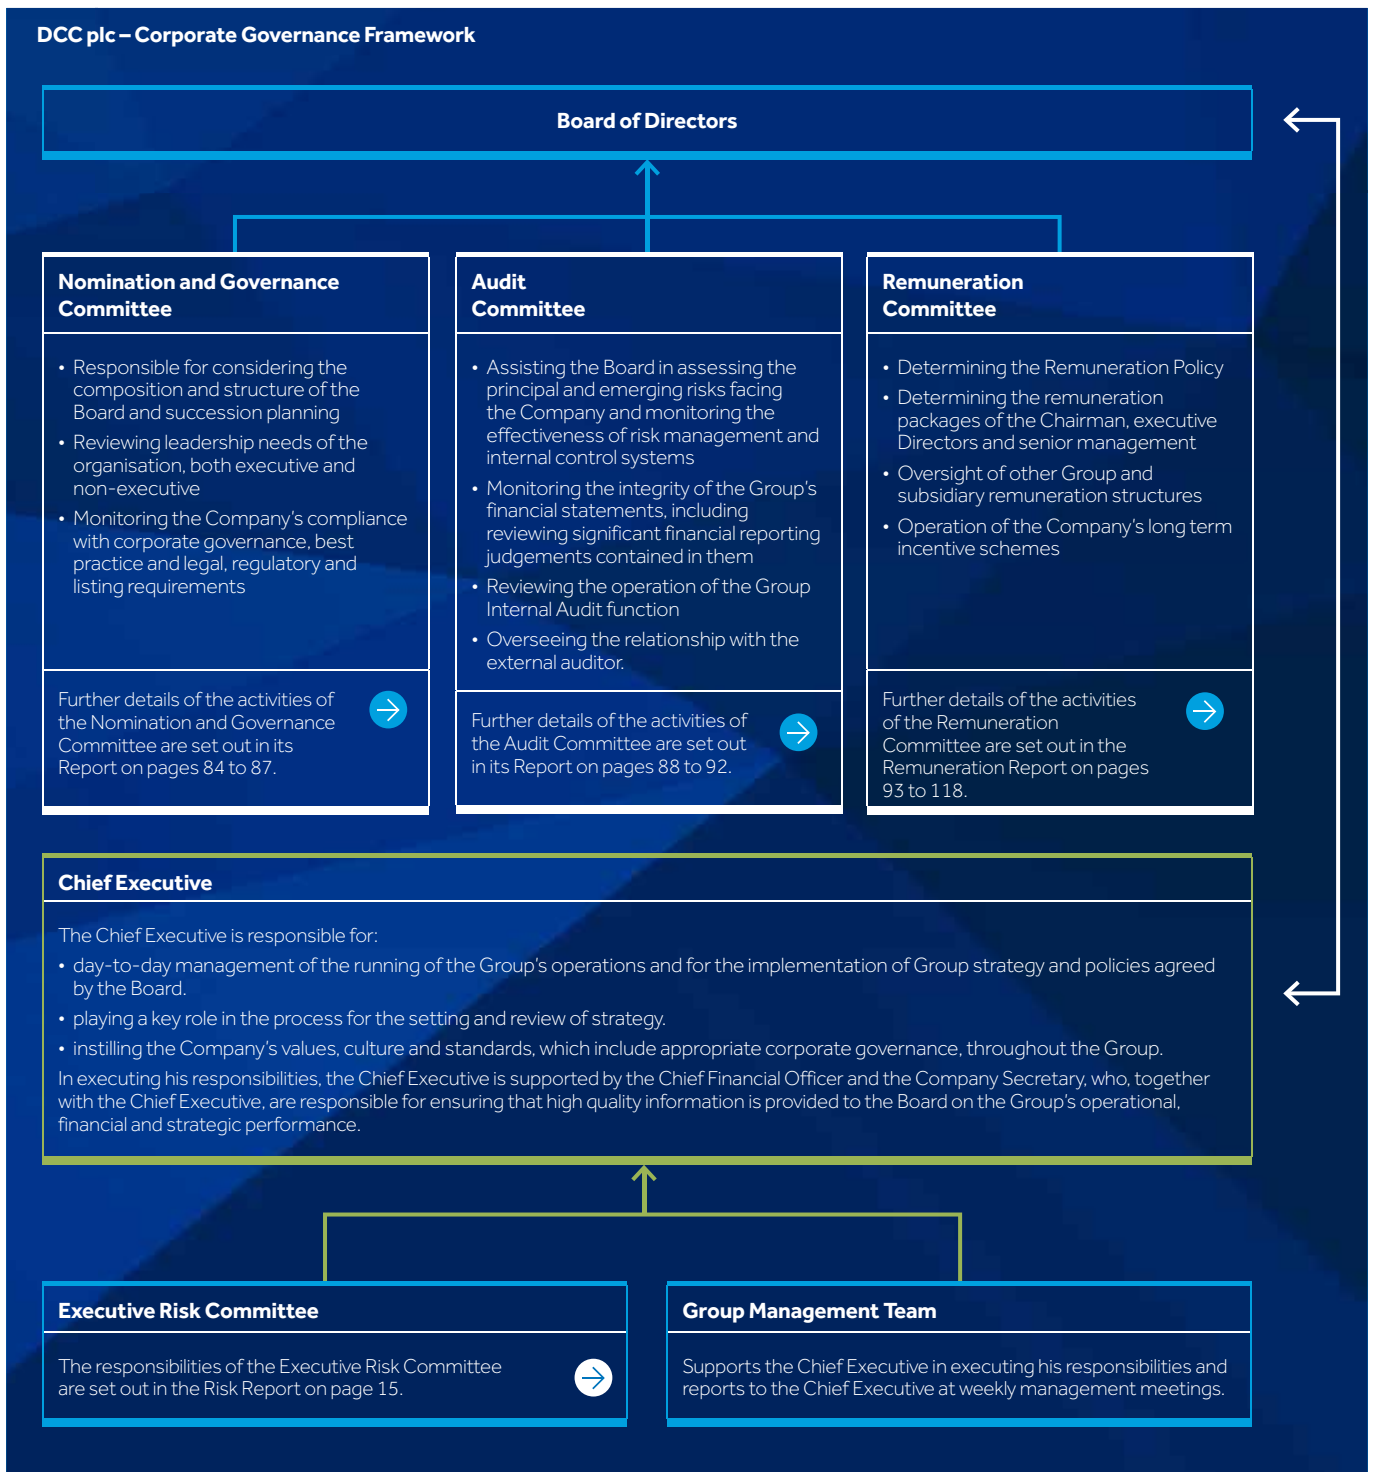 DCC plc – Corporate Governance Framework
Board of Directors
Nomination and Governance
Committee
• Responsible for considering the
composition and structure of the
Board and succession planning
• Reviewing leadership needs of the
organisation, both executive and
non-executive
• Monitoring the Company's compliance
with corporate governance, best
practice and legal, regulatory and
listing requirements
Further details of the activities of
the Nomination and Governance
Committee are set out in its
Report on pages 84 to 87.
Audit
Committee
• Assisting the Board in assessing the
principal and emerging risks facing
the Company and monitoring the
effectiveness of risk management and
internal control systems
• Monitoring the integrity of the Group's
financial statements, including
reviewing significant financial reporting
judgements contained in them
• Reviewing the operation of the Group
Internal Audit function
• Overseeing the relationship with the
external auditor.
Further details of the activities of
the Audit Committee are set out
in its Report on pages 88 to 92.
Remuneration
Committee
• Determining the Remuneration Policy
• Determining the remuneration
packages of the Chairman, executive
Directors and senior management
• Oversight of other Group and
subsidiary remuneration structures
• Operation of the Company's long term
incentive schemes
Further details of the activities
of the Remuneration
Committee are set out in the
Remuneration Report on pages
93 to 118.
Chief Executive
The Chief Executive is responsible for:
• day-to-day management of the running of the Group's operations and for the implementation of Group strategy and policies agreed
by the Board.
• playing a key role in the process for the setting and review of strategy.
• instilling the Company's values, culture and standards, which include appropriate corporate governance, throughout the Group.
In executing his responsibilities, the Chief Executive is supported by the Chief Financial Officer and the Company Secretary, who, together
with the Chief Executive, are responsible for ensuring that high quality information is provided to the Board on the Group's operational,
financial and strategic performance.
Executive Risk Committee
The responsibilities of the Executive Risk Committee
are set out in the Risk Report on page 15.
Group Management Team
Supports the Chief Executive in executing his responsibilities and
reports to the Chief Executive at weekly management meetings.